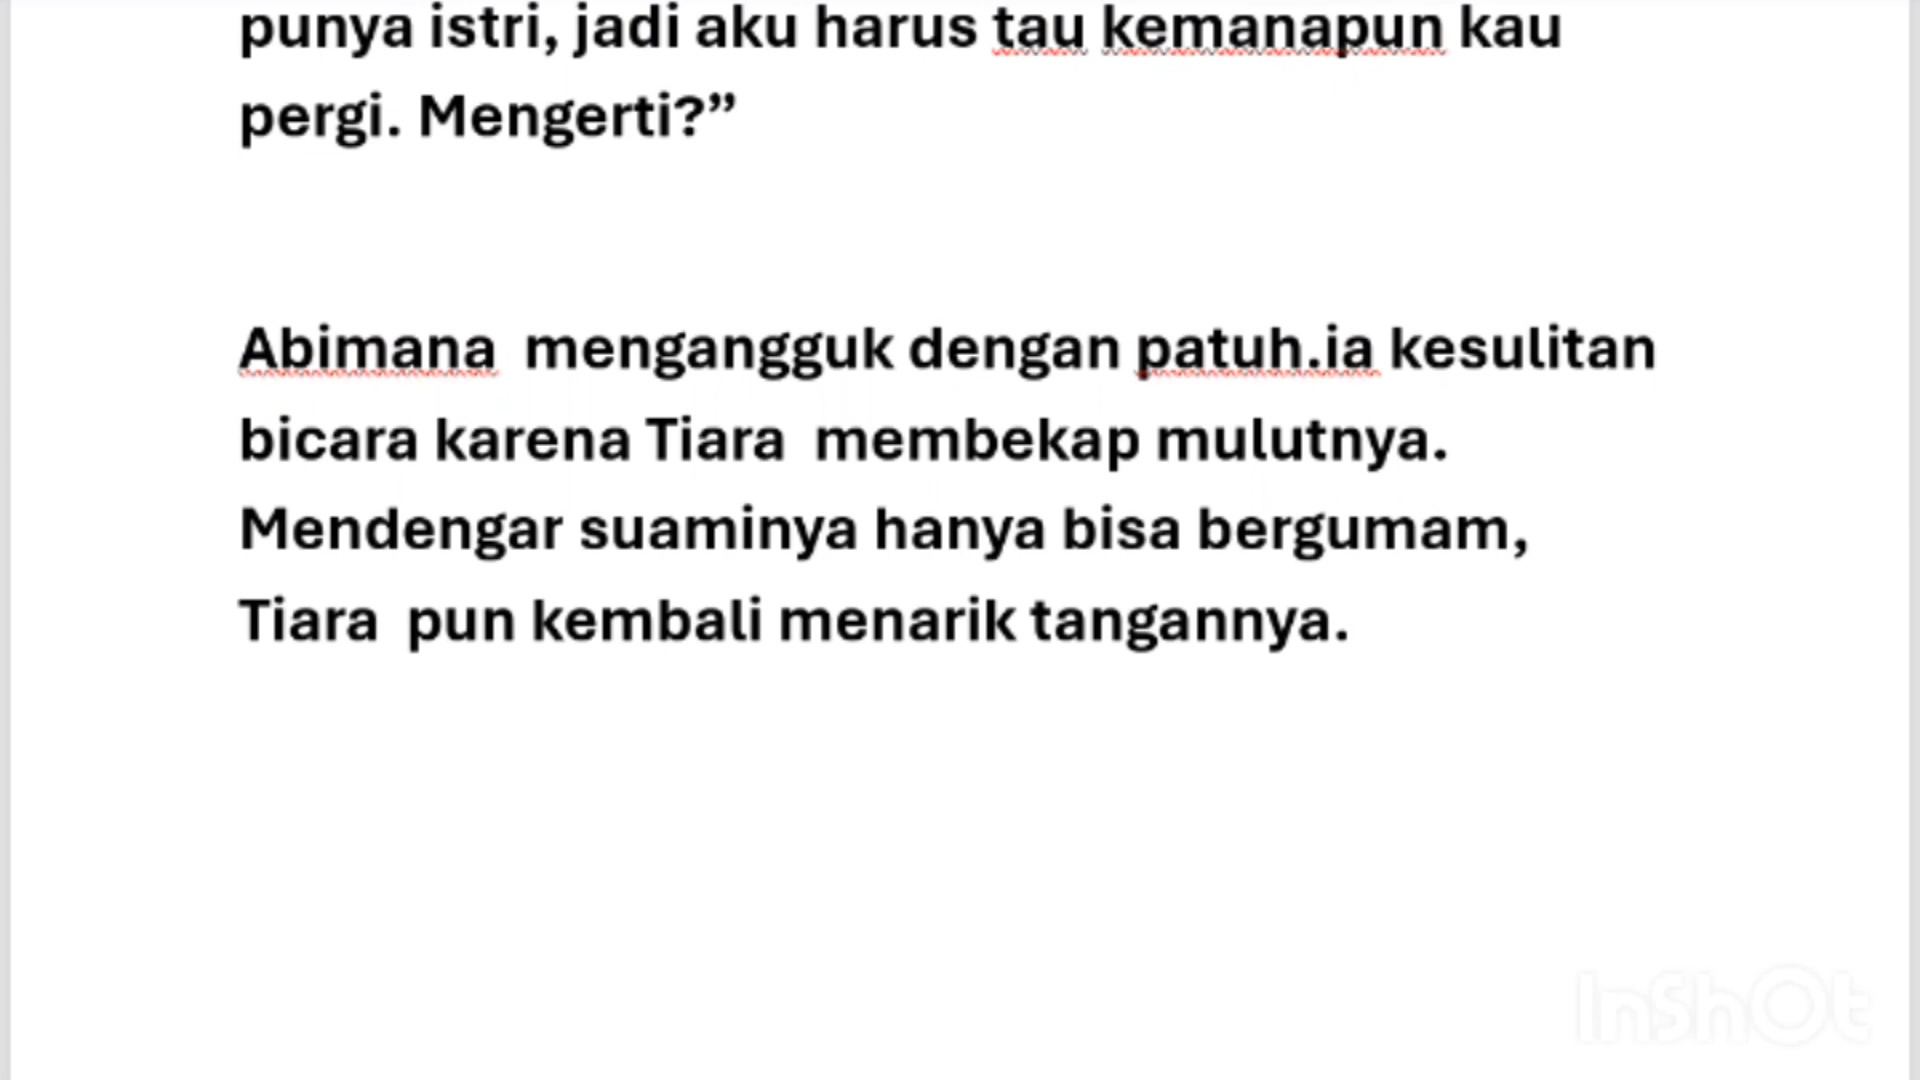 punya istri, jadi aku harus tau kemanapun kau
pergi. Mengerti?”
Abimana  mengangguk dengan patuh.ia kesulitan
bicara karena Tiara  membekap mulutnya.
Mendengar suaminya hanya bisa bergumam,
Tiara  pun kembali menarik tangannya.
InShOt